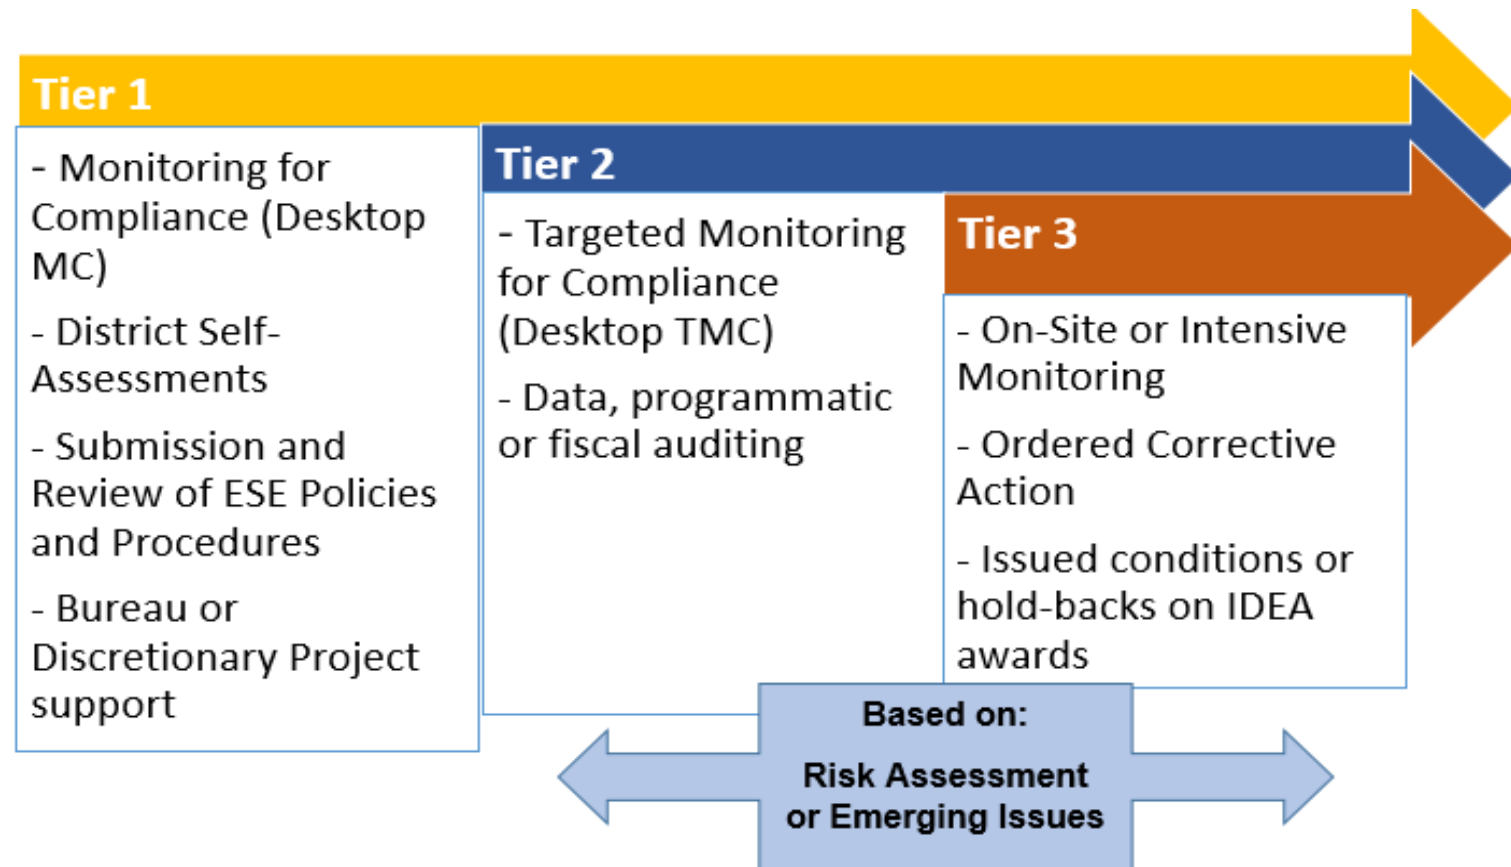 Tier 1
- Monitoring for
Compliance (Desktop
MC)
- District Self-
Assessments
- Submission and
Review of ESE Policies
and Procedures
- Bureau or
Discretionary Project
support
Tier 2
- Targeted Monitoring
for Compliance
(Desktop TMC)
- Data, programmatic
or fiscal auditing
Tier 3
- On-Site or Intensive
Monitoring
- Ordered Corrective
Action
- Issued conditions or
hold-backs on IDEA
awards
Based on:
Risk Assessment
or Emerging Issues